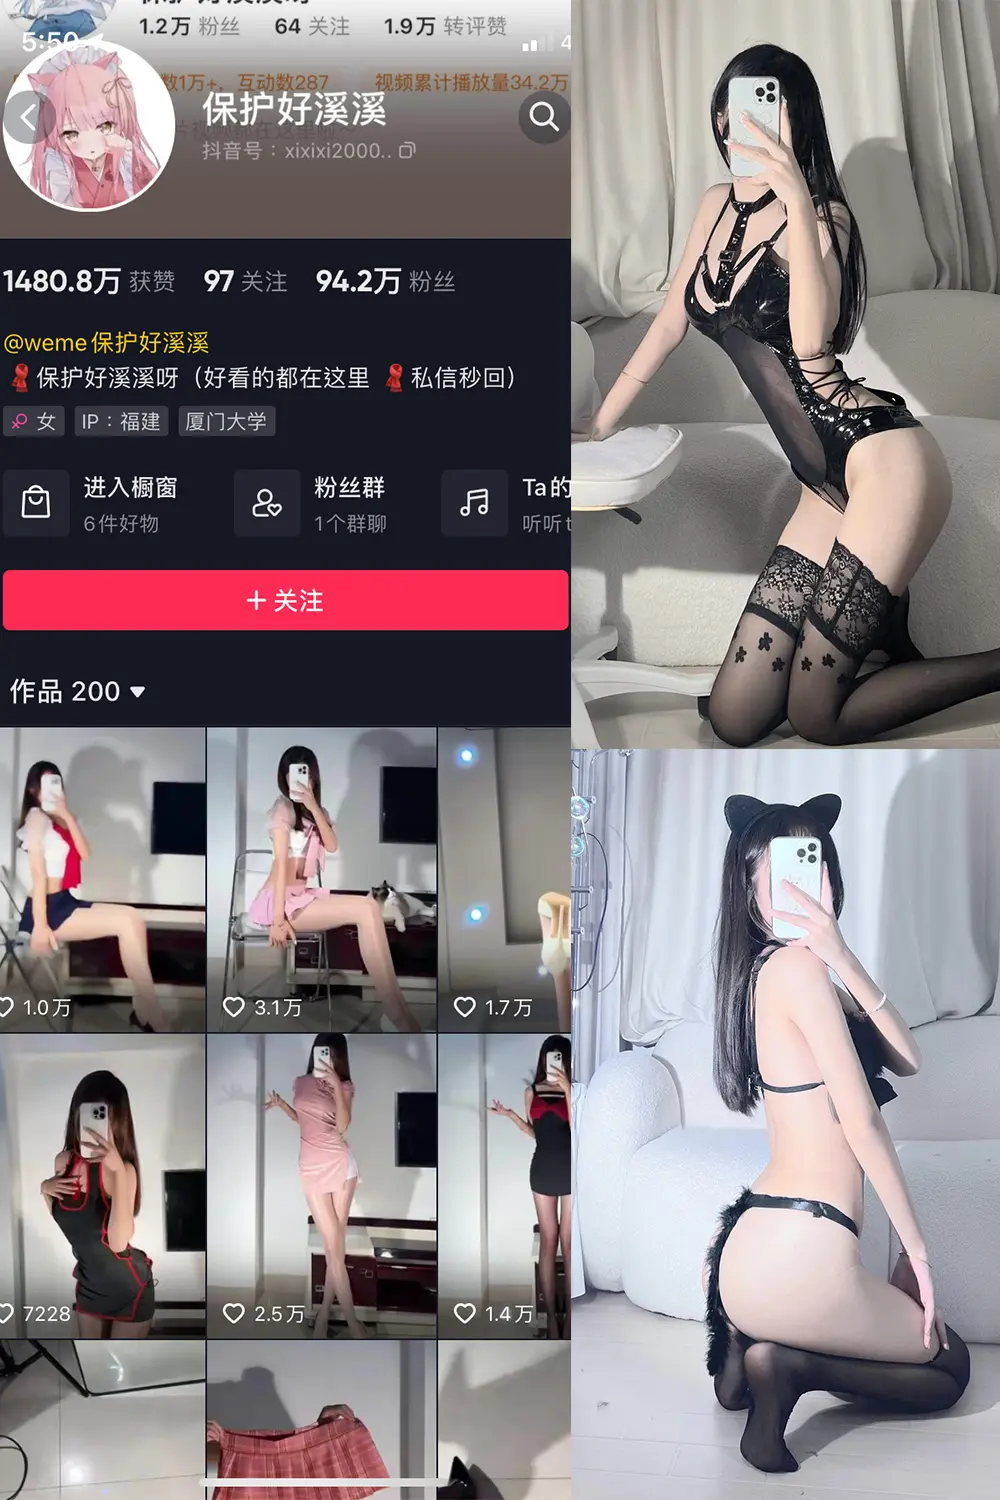 1.2万 粉丝 64 关注 1.9万 转评赞
5:50
4
数1万+，互动数287 视频累计播放量34.2万
保护好溪溪
抖音号：xixixi2000..
1480.8万 获赞 97 关注 94.2万 粉丝
@weme保护好溪溪
保护好溪溪呀（好看的都在这里 私信秒回）
女 IP：福建 厦门大学
进入橱窗 粉丝群 Ta的
6件好物 1个群聊 听听t
+ 关注
作品 200
1.0万 3.1万 1.7万
7228 2.5万 1.4万